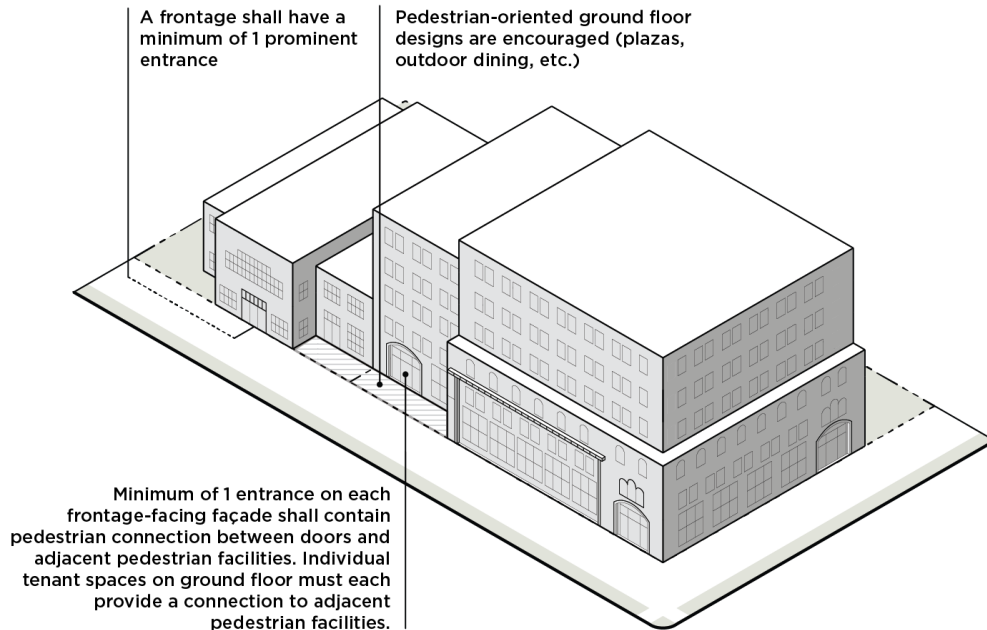 A frontage shall have a
minimum of 1 prominent
entrance
Pedestrian-oriented ground floor
designs are encouraged (plazas,
outdoor dining, etc.)
Minimum of 1 entrance on each
frontage-facing façade shall contain
pedestrian connection between doors and
adjacent pedestrian facilities. Individual
tenant spaces on ground floor must each
provide a connection to adjacent
pedestrian facilities.